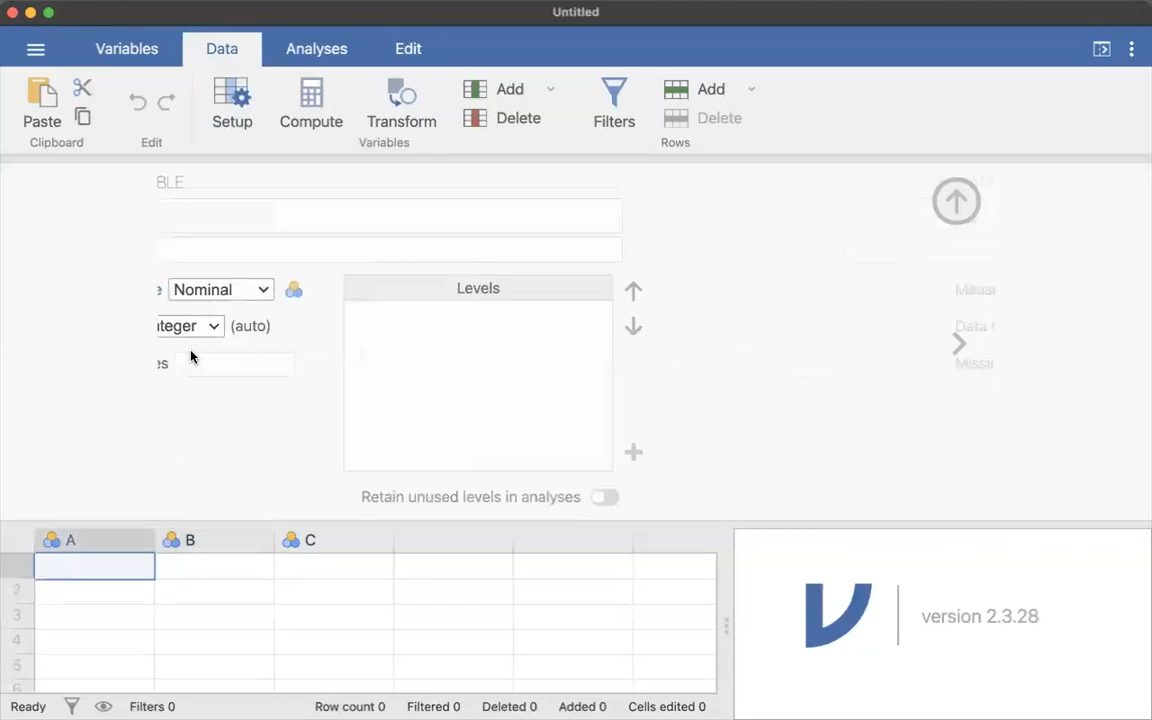 Untitled
Variables Data Analyses Edit
Paste Setup Compute Transform Add Delete Filters Add Delete
Clipboard Edit Variables Rows
BLE
Nominal
Levels
nteger (auto)
es
Retain unused levels in analyses
A B C
2
3
4
5
6
version 2.3.28
Ready Filters 0 Row count 0 Filtered 0 Deleted 0 Added 0 Cells edited 0